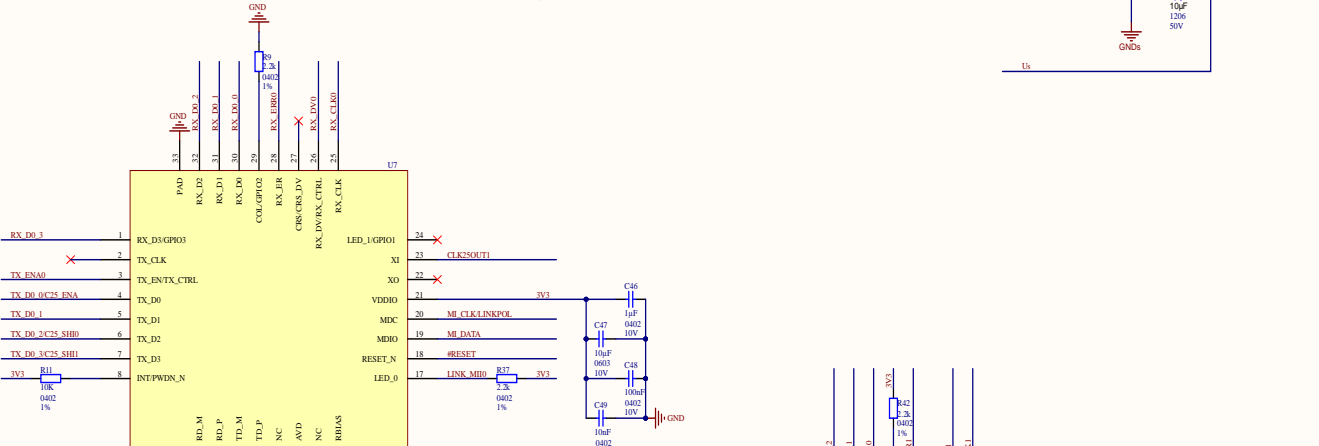 GND
10µF
1206
50V
GNDs
Us
R9
2.2k
0402
1%
RX_D0_2
RX_D0_1
RX_D0_0
RX_ERR0
RX_DV0
RX_CLK0
GND
33
32
31
30
29
28
27
26
25
U7
PAD
RX_D2
RX_D1
RX_D0
COL/GPIO2
RX_ER
CRS/CRS_DV
RX_DV/RX_CTRL
RX_CLK
RX_D0_3 1 RX_D3/GPIO3
2 TX_CLK
TX_ENA0 3 TX_EN/TX_CTRL
TX_D0_0/C25_ENA 4 TX_D0
TX_D0_1 5 TX_D1
TX_D0_2/C25_SHI0 6 TX_D2
TX_D0_3/C25_SHI1 7 TX_D3
3V3 R11 8 INT/PWDN_N
10K
0402
1%
LED_1/GPIO1 24
XI 23 CLK25OUT1
XO 22
VDDIO 21 3V3
MDC 20 MI_CLK/LINKPOL
MDIO 19 MI_DATA
RESET_N 18 #RESET
LED_0 17 LINK_MII0 R37 3V3
2.2k
0402
1%
C46
1µF
0402
10V
C47
10µF
0603
10V
C48
100nF
0402
10V
C49
10nF
0402
GND
RD_M
RD_P
TD_M
TD_P
NC
AVD
NC
RBIAS
3V3
R42
2.2k
0402
1%